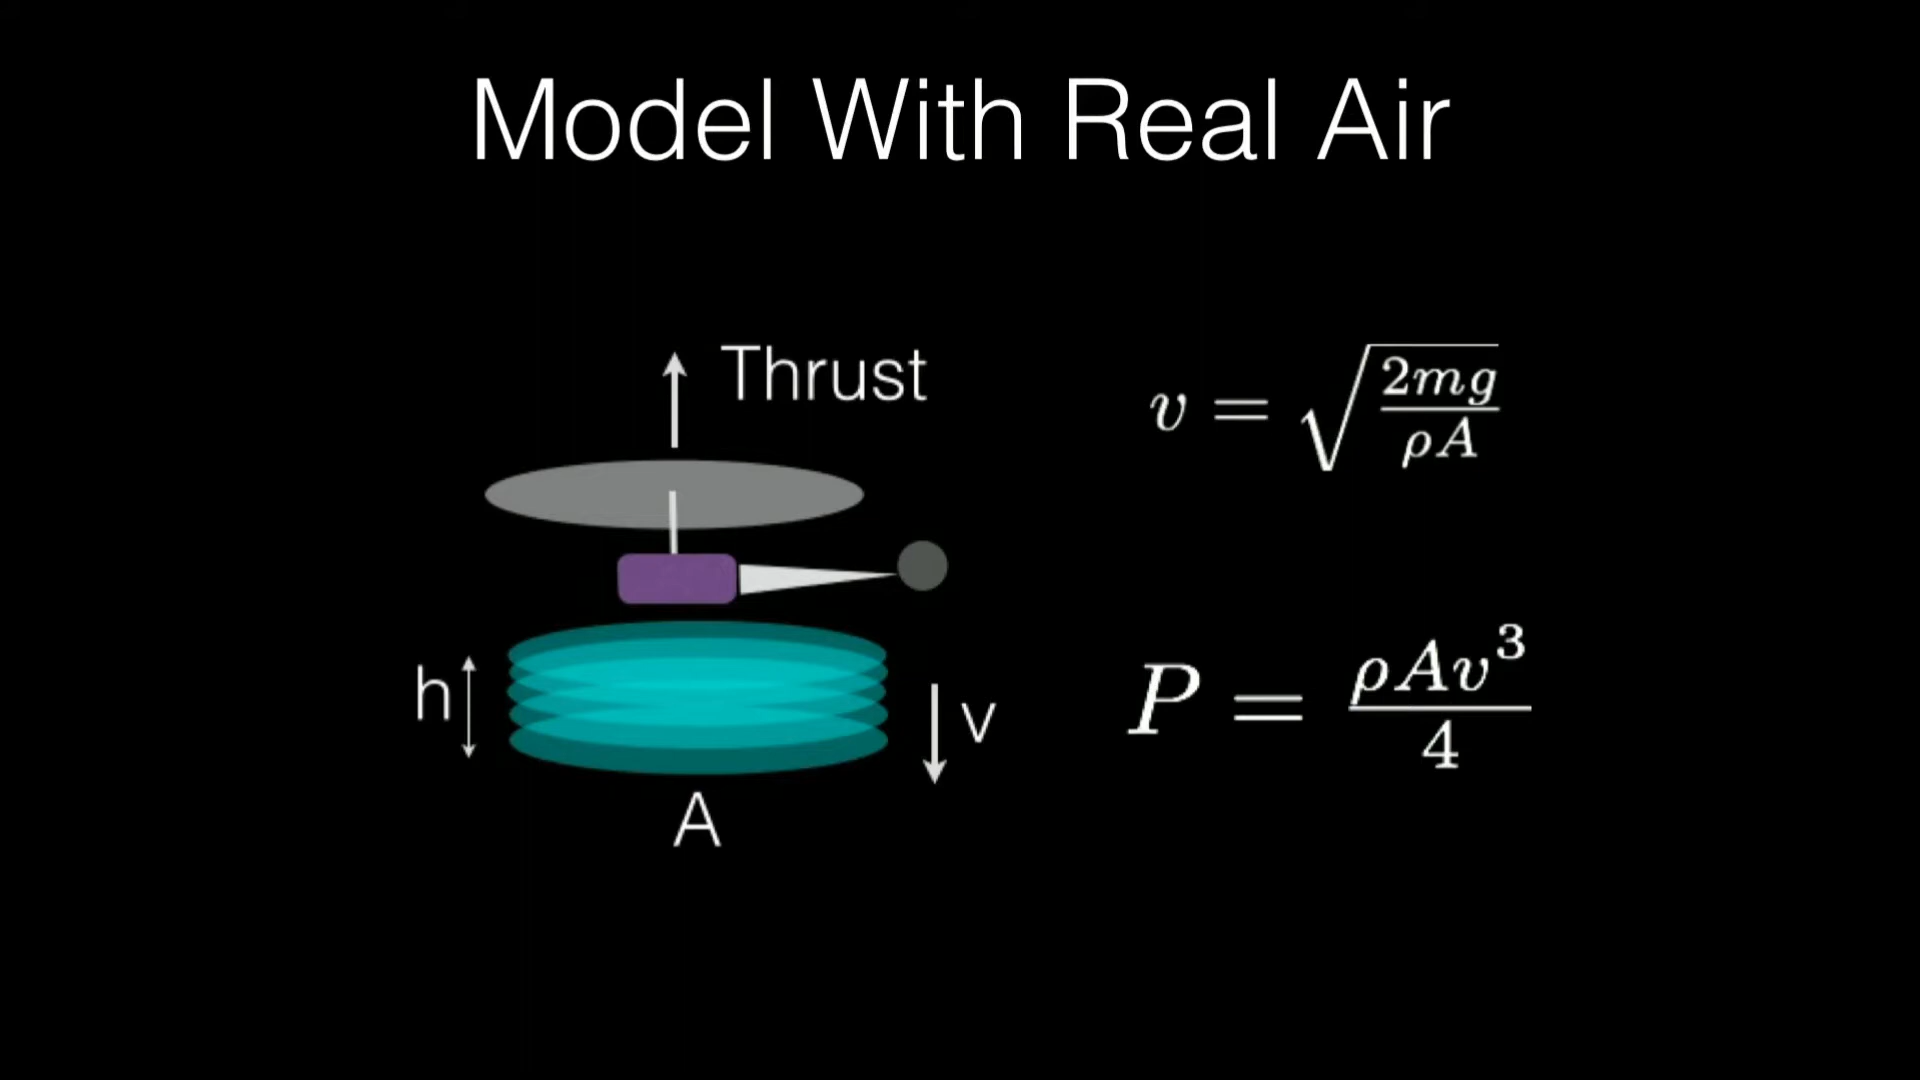 Model With Real Air
Thrust
v = √(2mg/ρA)
h
v
P = ρAv³/4
A